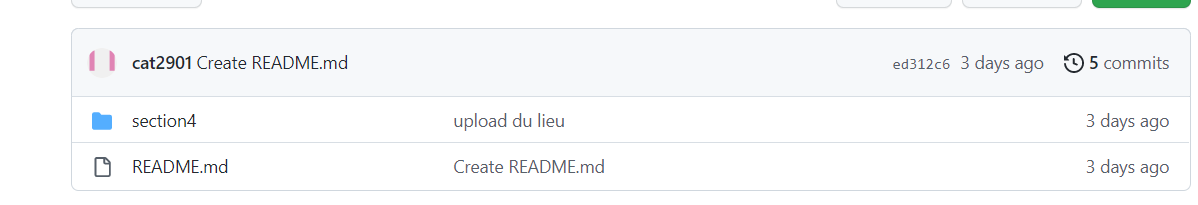 cat2901 Create README.md ed312c6 3 days ago 5 commits
section4 upload du lieu 3 days ago
README.md Create README.md 3 days ago